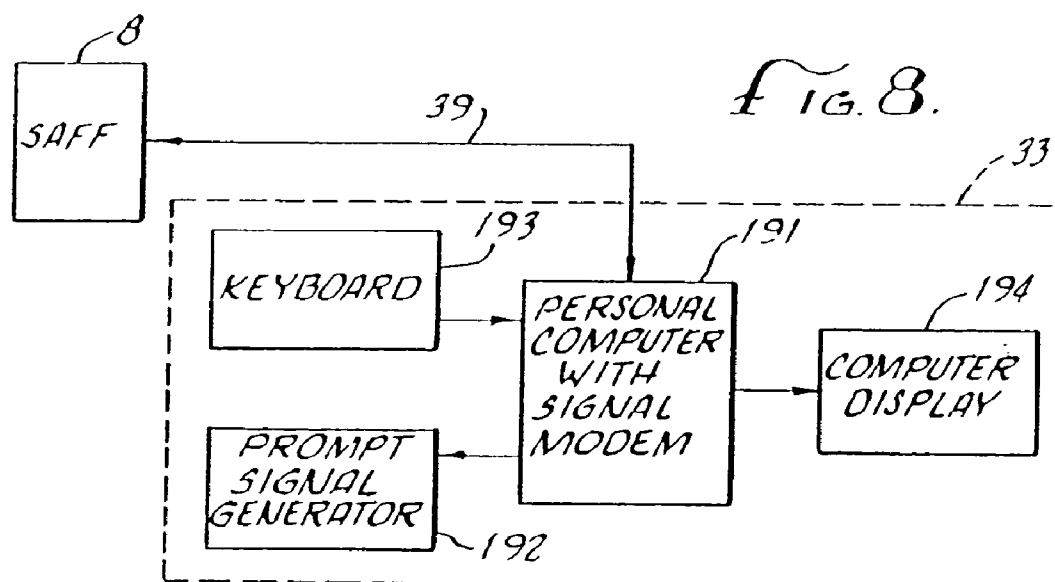 8
SAFF
39
FIG. 8.
33
193
KEYBOARD
191
PERSONAL
COMPUTER
WITH
SIGNAL
MODEM
194
COMPUTER
DISPLAY
PROMPT
SIGNAL
GENERATOR
192